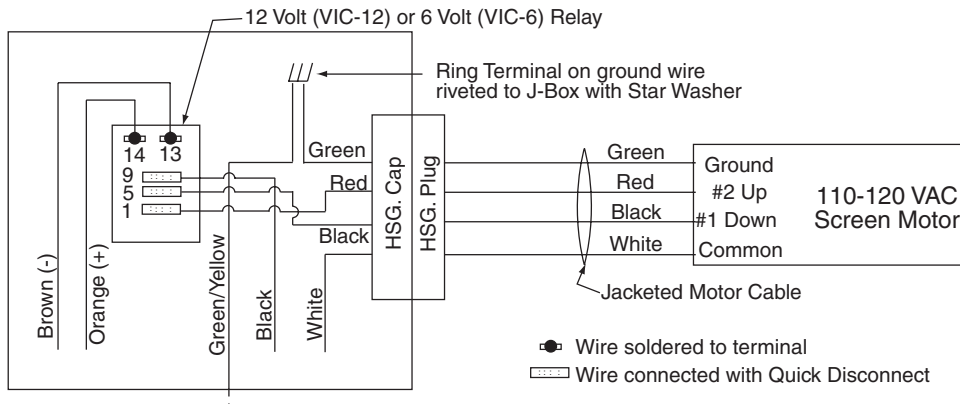 12 Volt (VIC-12) or 6 Volt (VIC-6) Relay
Ring Terminal on ground wire
riveted to J-Box with Star Washer
14 13
9
5
1
Green
Red
Black
HSG. Cap
HSG. Plug
Green
Red
Black
White
Ground
#2 Up
#1 Down
Common
110-120 VAC
Screen Motor
Brown (-)
Orange (+)
Green/Yellow
Black
White
Jacketed Motor Cable
Wire soldered to terminal
Wire connected with Quick Disconnect